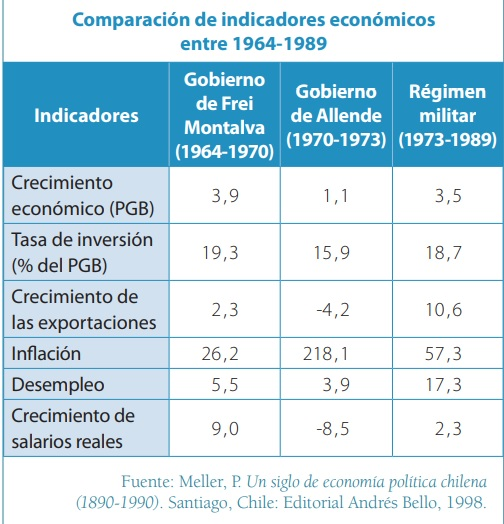 Comparación de indicadores económicos
entre 1964-1989
Indicadores
Gobierno
de Frei
Montalva
(1964-1970)
Gobierno
de Allende
(1970-1973)
Régimen
militar
(1973-1989)
Crecimiento
económico (PGB)
3,9 1,1 3,5
Tasa de inversión
(% del PGB)
19,3 15,9 18,7
Crecimiento de
las exportaciones
2,3 -4,2 10,6
Inflación 26,2 218,1 57,3
Desempleo 5,5 3,9 17,3
Crecimiento de
salarios reales
9,0 -8,5 2,3
Fuente: Meller, P. Un siglo de economía política chilena
(1890-1990). Santiago, Chile: Editorial Andrés Bello, 1998.